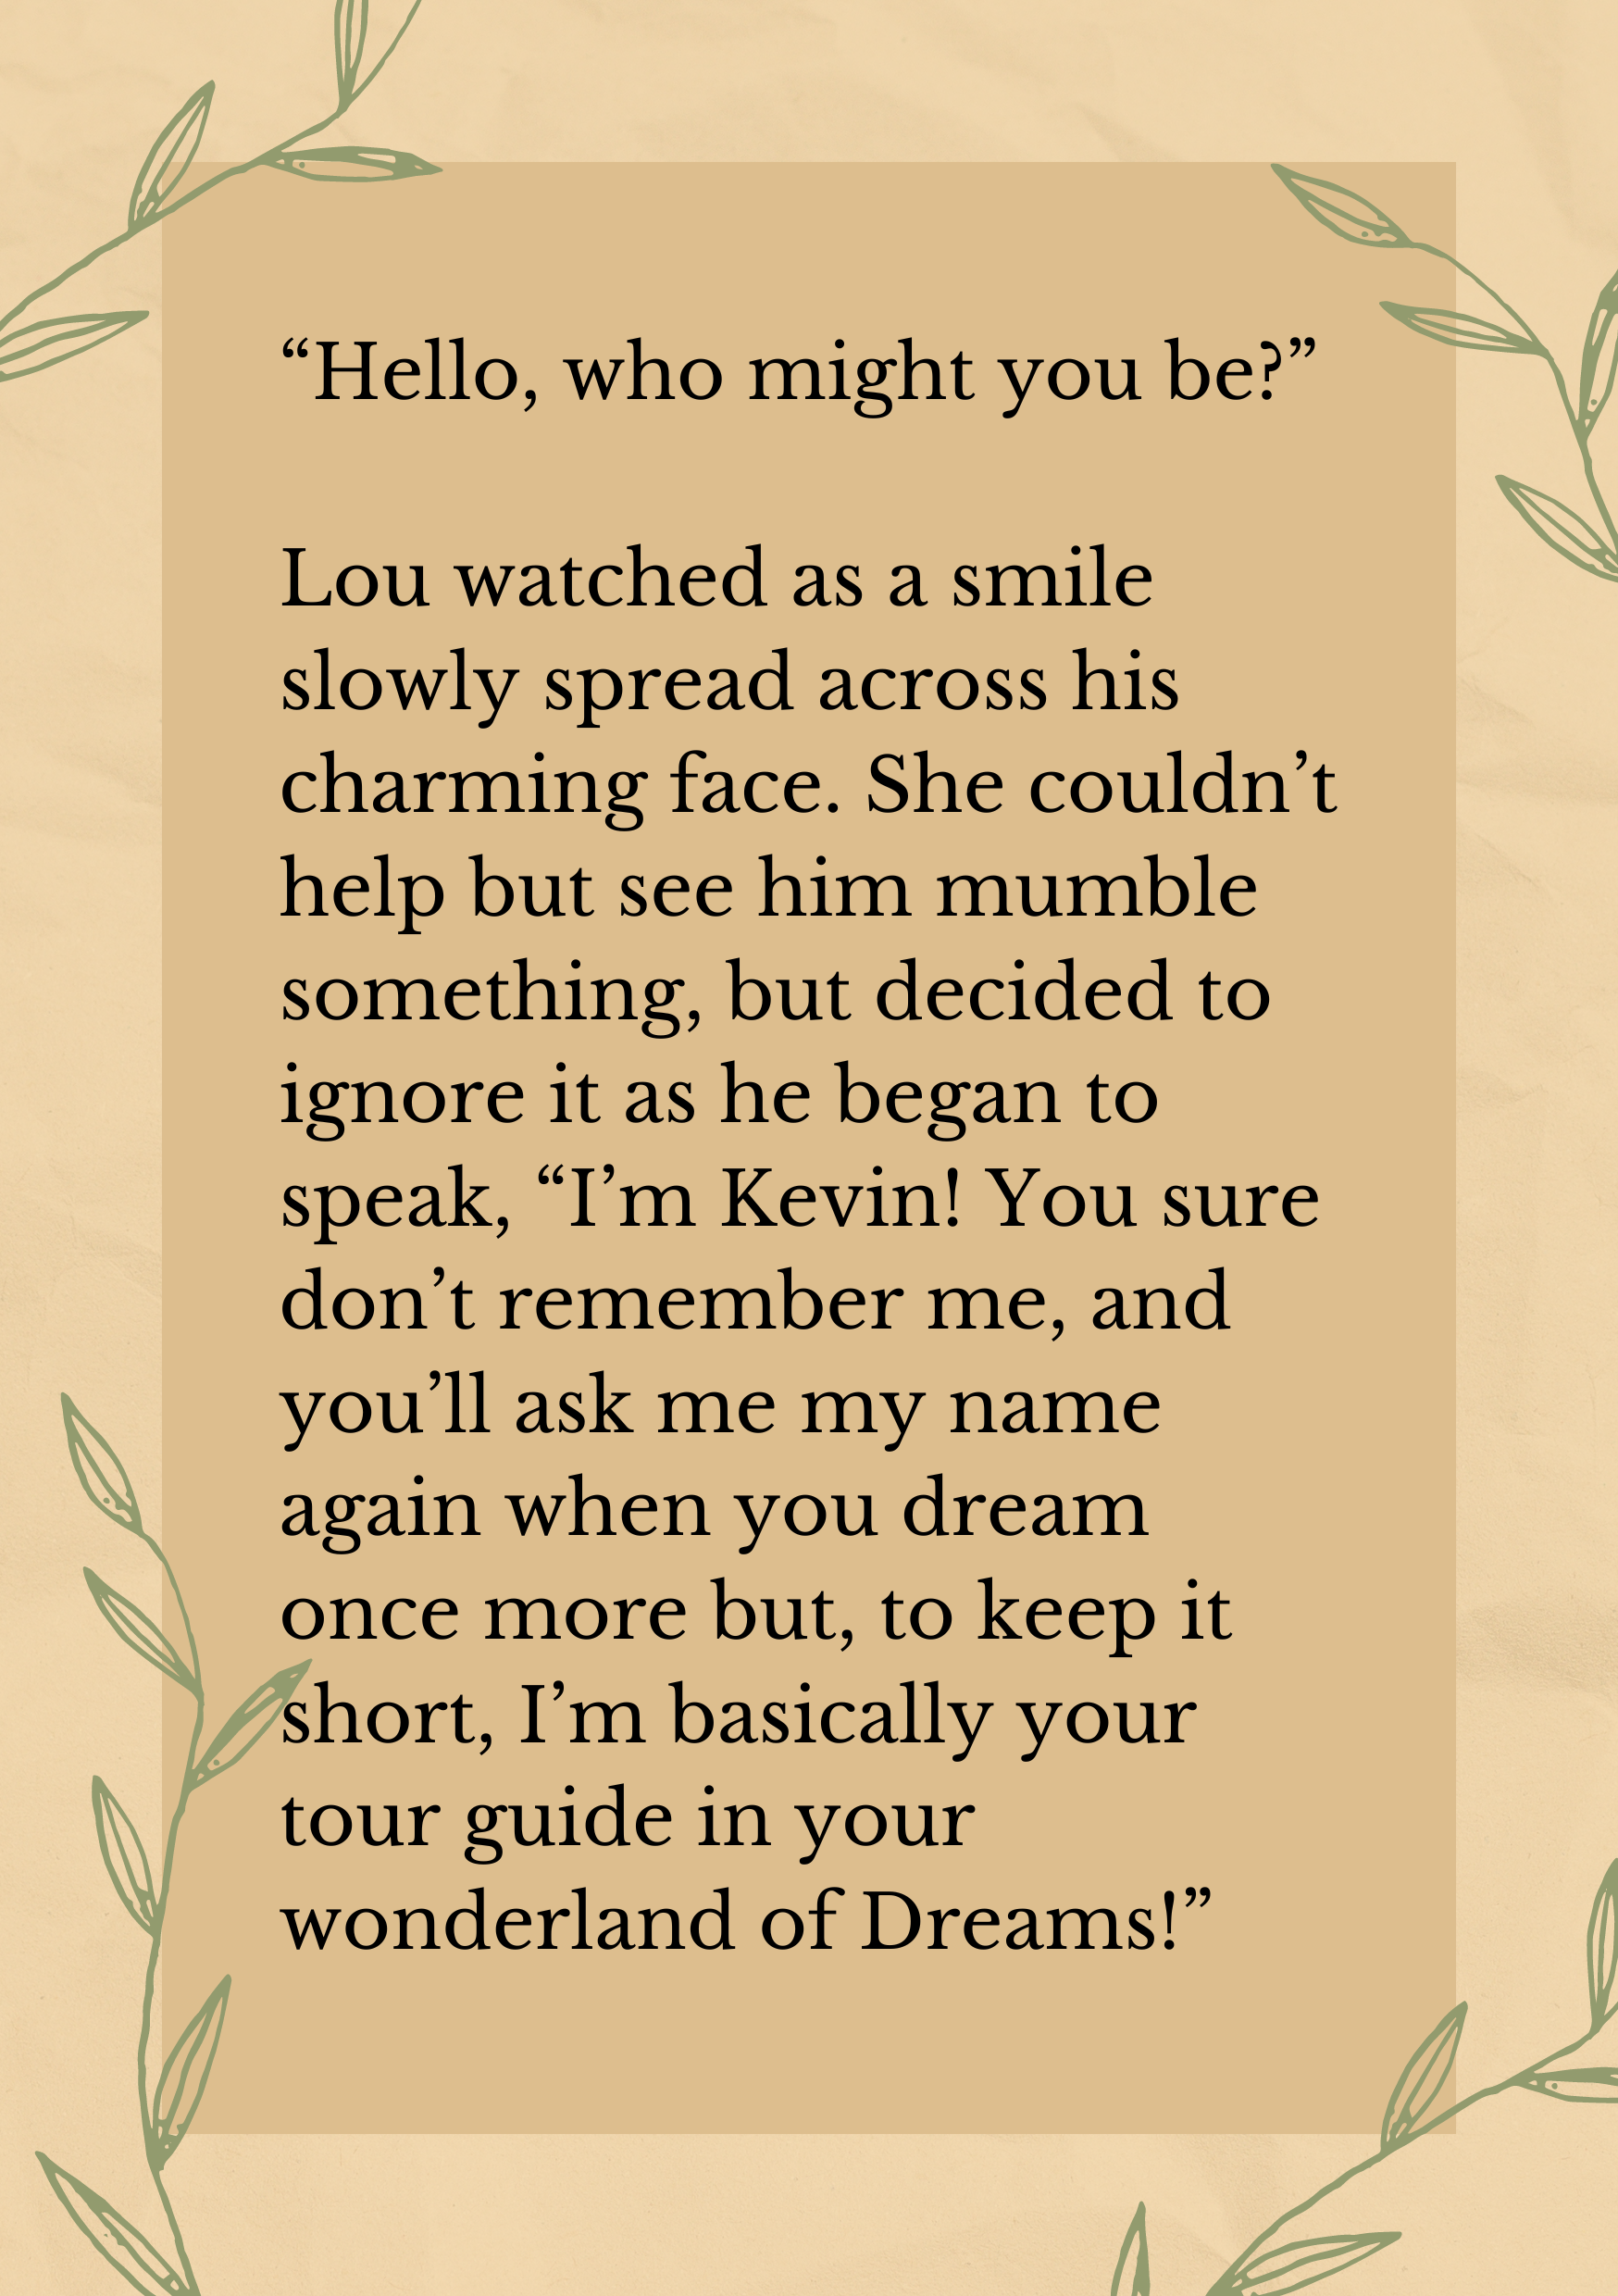 “Hello, who might you be?”
Lou watched as a smile
slowly spread across his
charming face. She couldn’t
help but see him mumble
something, but decided to
ignore it as he began to
speak, “I’m Kevin! You sure
don’t remember me, and
you’ll ask me my name
again when you dream
once more but, to keep it
short, I’m basically your
tour guide in your
wonderland of Dreams!”